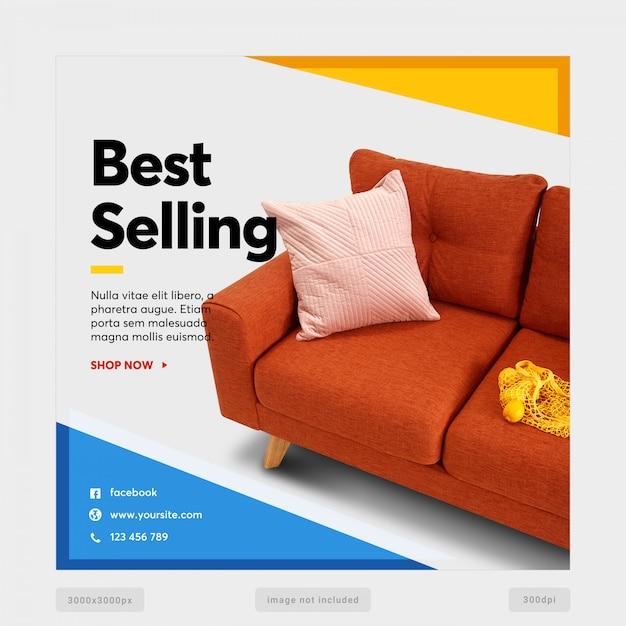 Best
Selling
Nulla vitae elit libero, a
pharetra augue. Etiam
porta sem malesuada
magna mollis euismod.
SHOP NOW
facebook
www.yoursite.com
123 456 789
3000x3000px
image not included
300dpi